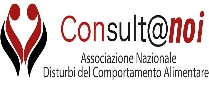 Consult@noi
Associazione Nazionale
Disturbi del Comportamento Alimentare